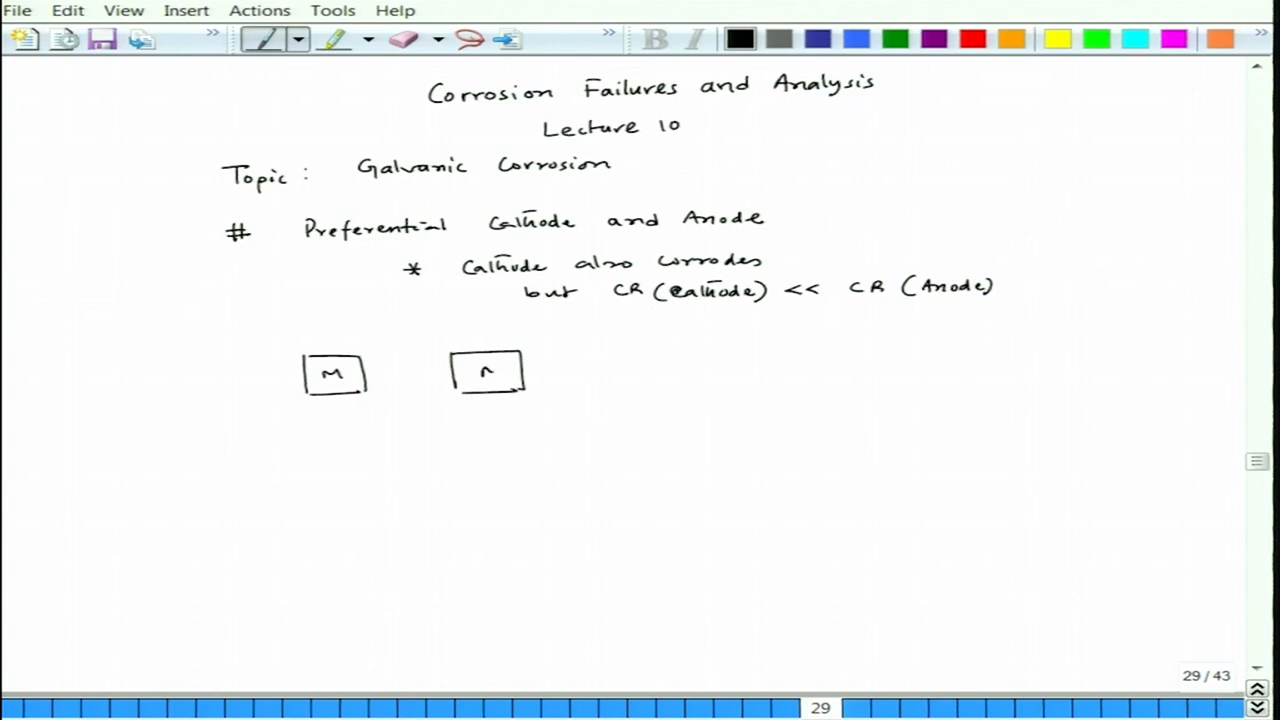 File Edit View Insert Actions Tools Help
Corrosion Failures and Analysis
Lecture 10
Topic: Galvanic Corrosion
# Preferential Cathode and Anode
* Cathode also corrodes
but CR (Cathode) << CR (Anode)
M
29 / 43
29